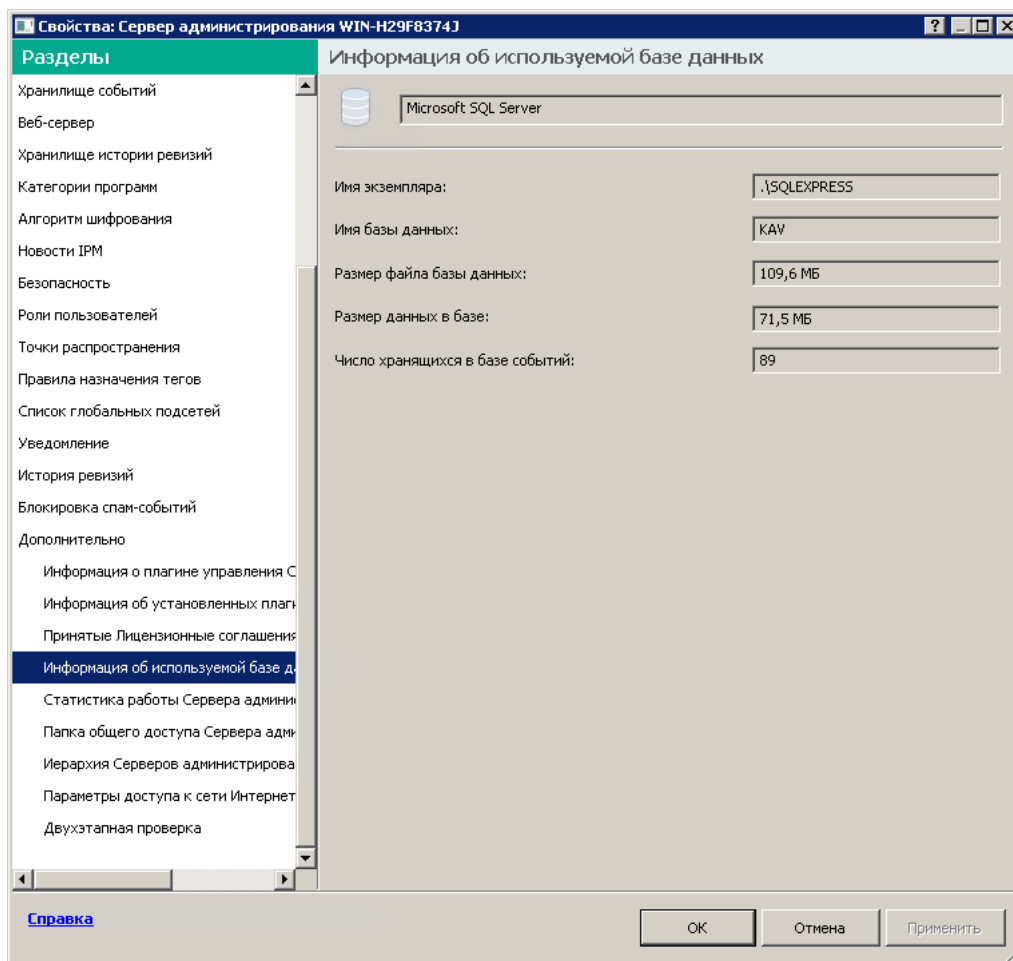 Свойства: Сервер администрирования WIN-H29F8374J
Разделы
Хранилище событий
Веб-сервер
Хранилище истории ревизий
Категории программ
Алгоритм шифрования
Новости IPM
Безопасность
Роли пользователей
Точки распространения
Правила назначения тегов
Список глобальных подсетей
Уведомление
История ревизий
Блокировка спам-событий
Дополнительно
Информация о плагине управления С
Информация об установленных плаги
Принятые Лицензионные соглашения
Информация об используемой базе да
Статистика работы Сервера админи
Папка общего доступа Сервера адми
Иерархия Серверов администрирова
Параметры доступа к сети Интернет
Двухэтапная проверка
Информация об используемой базе данных
Microsoft SQL Server
Имя экземпляра: .\SQLEXPRESS
Имя базы данных: KAV
Размер файла базы данных: 109,6 МБ
Размер данных в базе: 71,5 МБ
Число хранящихся в базе событий: 89
Справка
ОК
Отмена
Применить